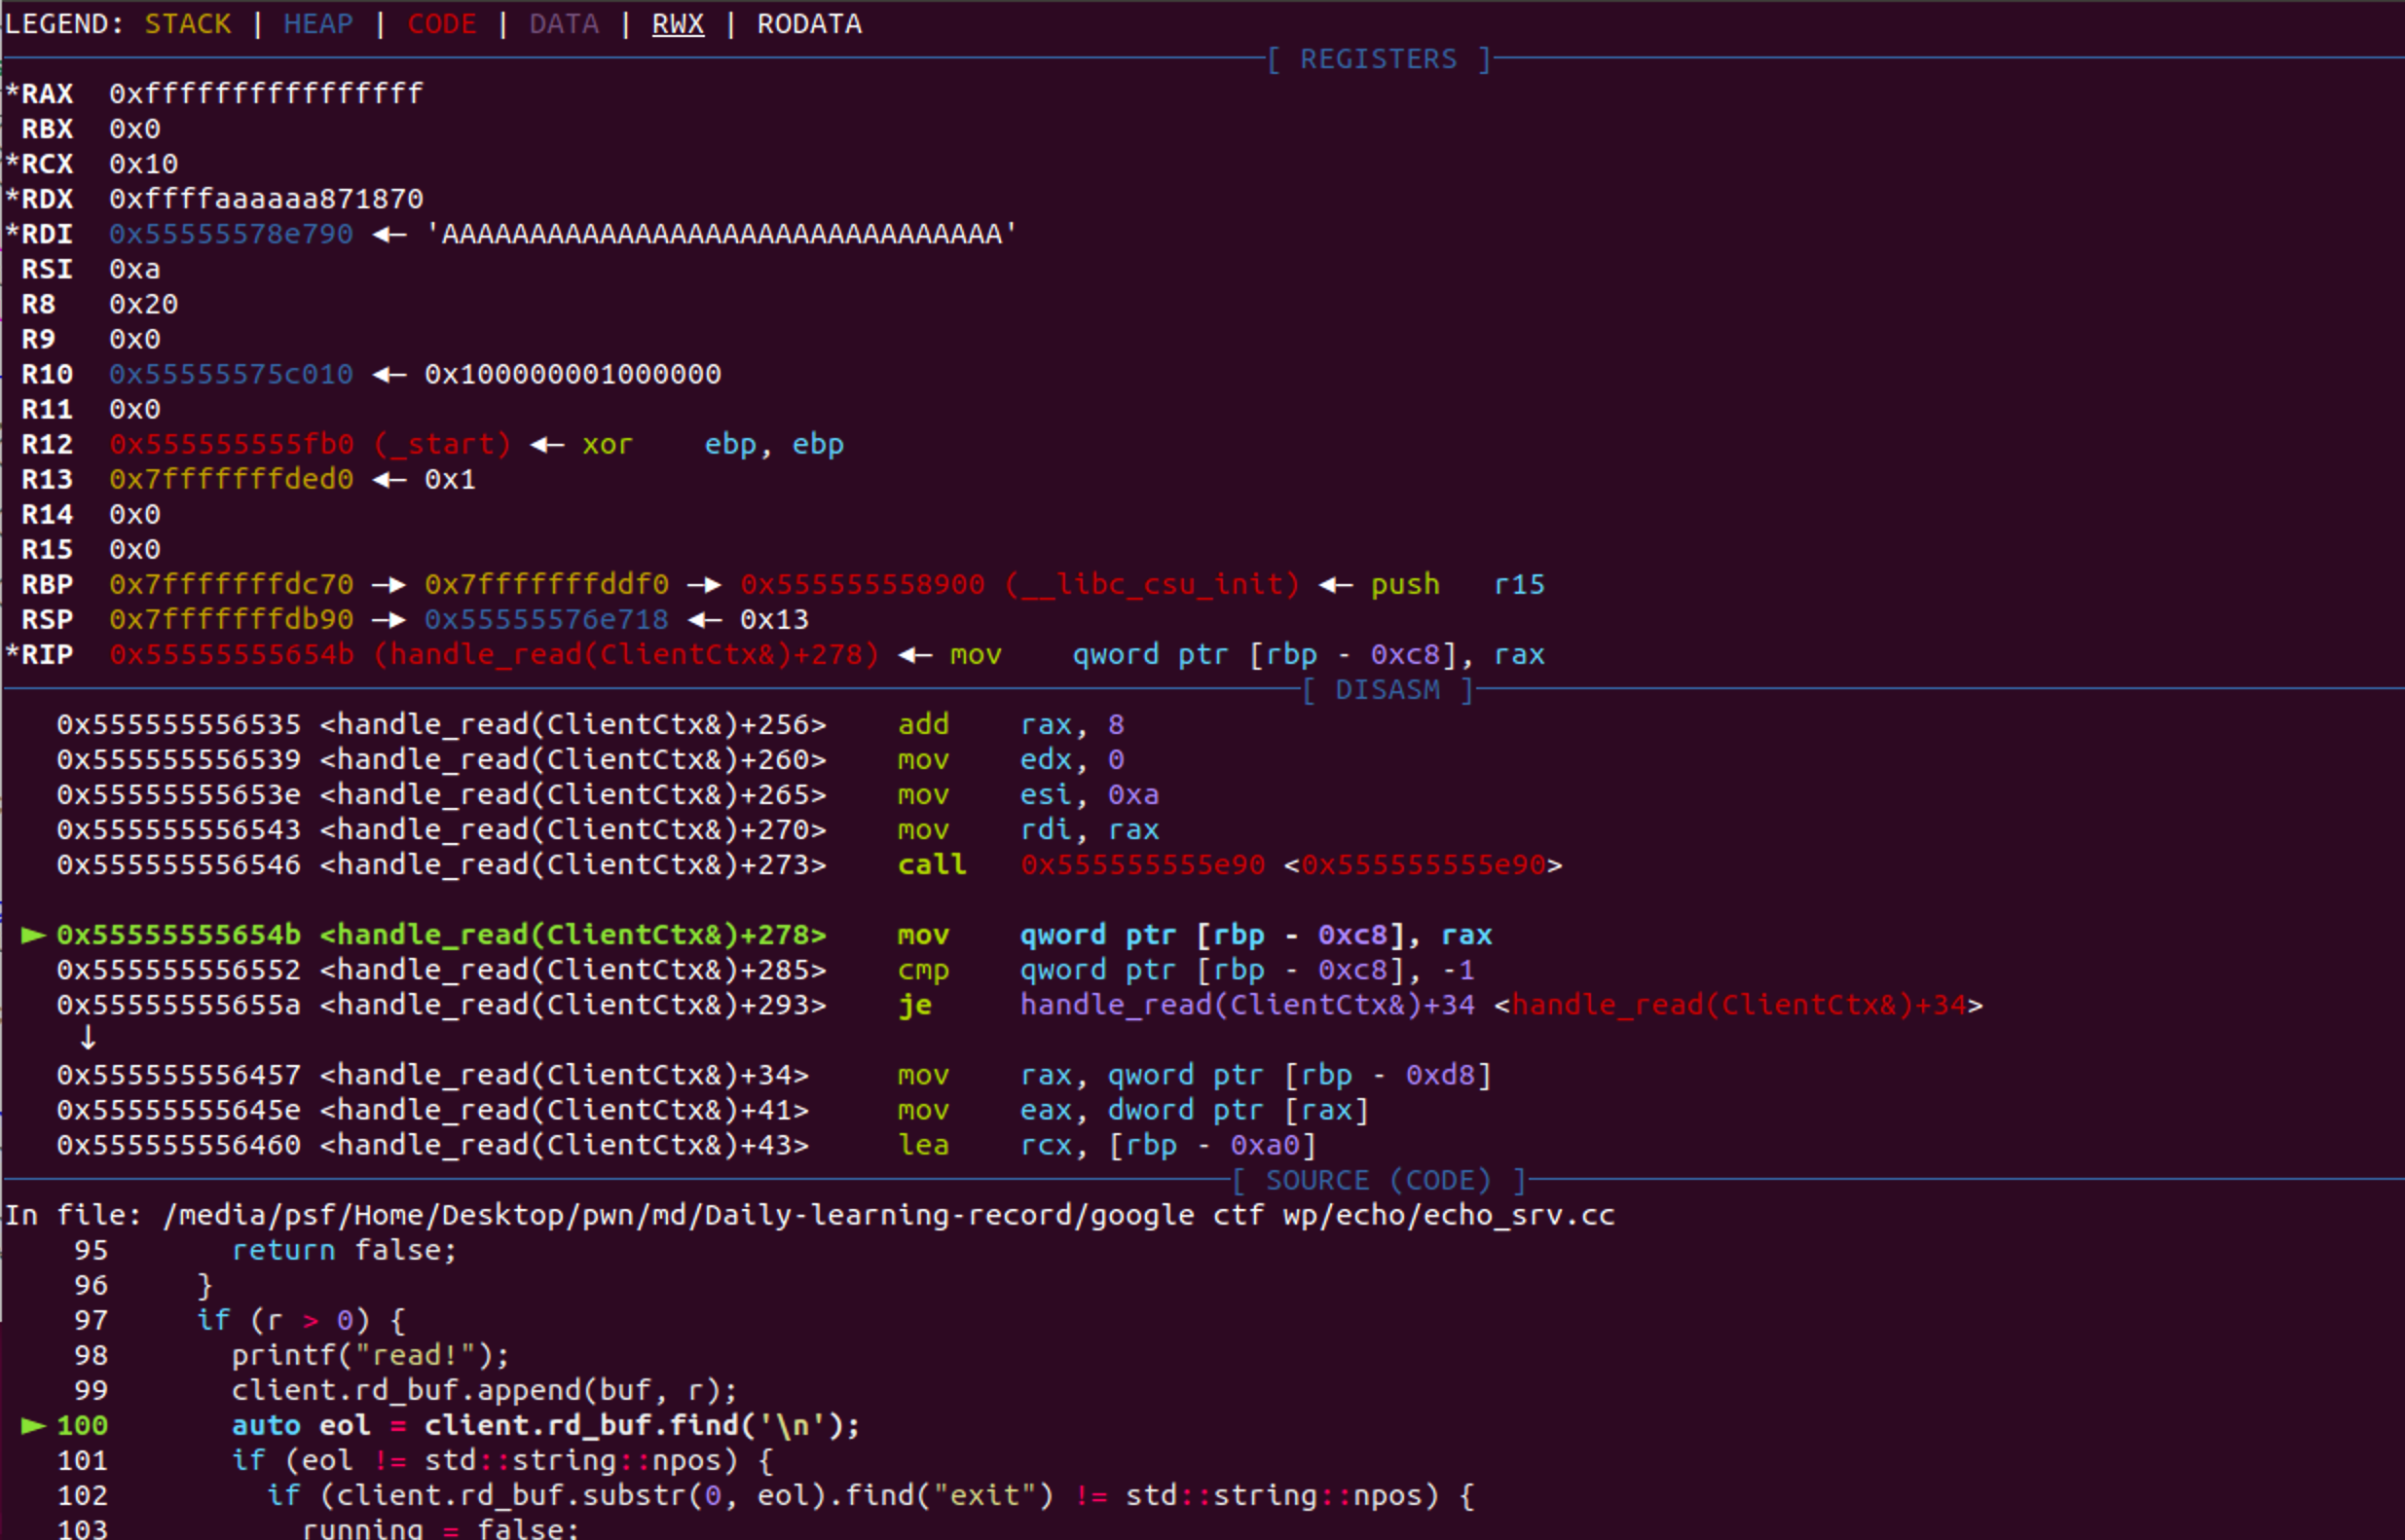 LEGEND: STACK | HEAP | CODE | DATA | RWX | RODATA
[ REGISTERS ]
*RAX  0xffffffffffffffff
RBX  0x0
*RCX  0x10
*RDX  0xffffaaaaaa871870
*RDI  0x55555578e790 ◄— 'AAAAAAAAAAAAAAAAAAAAAAAAAAAAAAAA'
RSI  0xa
R8   0x20
R9   0x0
R10  0x55555575c010 ◄— 0x100000001000000
R11  0x0
R12  0x555555555fb0 (_start) ◄— xor    ebp, ebp
R13  0x7fffffffded0 ◄— 0x1
R14  0x0
R15  0x0
RBP  0x7fffffffdc70 —► 0x7fffffffddf0 —► 0x555555558900 (__libc_csu_init) ◄— push   r15
RSP  0x7fffffffdb90 —► 0x55555576e718 ◄— 0x13
*RIP  0x55555555654b (handle_read(ClientCtx&)+278) ◄— mov    qword ptr [rbp - 0xc8], rax
[ DISASM ]
0x555555556535 <handle_read(ClientCtx&)+256>    add    rax, 8
0x555555556539 <handle_read(ClientCtx&)+260>    mov    edx, 0
0x55555555653e <handle_read(ClientCtx&)+265>    mov    esi, 0xa
0x555555556543 <handle_read(ClientCtx&)+270>    mov    rdi, rax
0x555555556546 <handle_read(ClientCtx&)+273>    call   0x555555555e90 <0x555555555e90>
► 0x55555555654b <handle_read(ClientCtx&)+278>    mov    qword ptr [rbp - 0xc8], rax
0x555555556552 <handle_read(ClientCtx&)+285>    cmp    qword ptr [rbp - 0xc8], -1
0x55555555655a <handle_read(ClientCtx&)+293>    je     handle_read(ClientCtx&)+34 <handle_read(ClientCtx&)+34>
↓
0x555555556457 <handle_read(ClientCtx&)+34>    mov    rax, qword ptr [rbp - 0xd8]
0x55555555645e <handle_read(ClientCtx&)+41>    mov    eax, dword ptr [rax]
0x555555556460 <handle_read(ClientCtx&)+43>    lea    rcx, [rbp - 0xa0]
[ SOURCE (CODE) ]
In file: /media/psf/Home/Desktop/pwn/md/Daily-learning-record/google ctf wp/echo/echo_srv.cc
95       return false;
96     }
97     if (r > 0) {
98       printf("read!");
99       client.rd_buf.append(buf, r);
► 100       auto eol = client.rd_buf.find('\n');
101       if (eol != std::string::npos) {
102         if (client.rd_buf.substr(0, eol).find("exit") != std::string::npos) {
103           running = false;